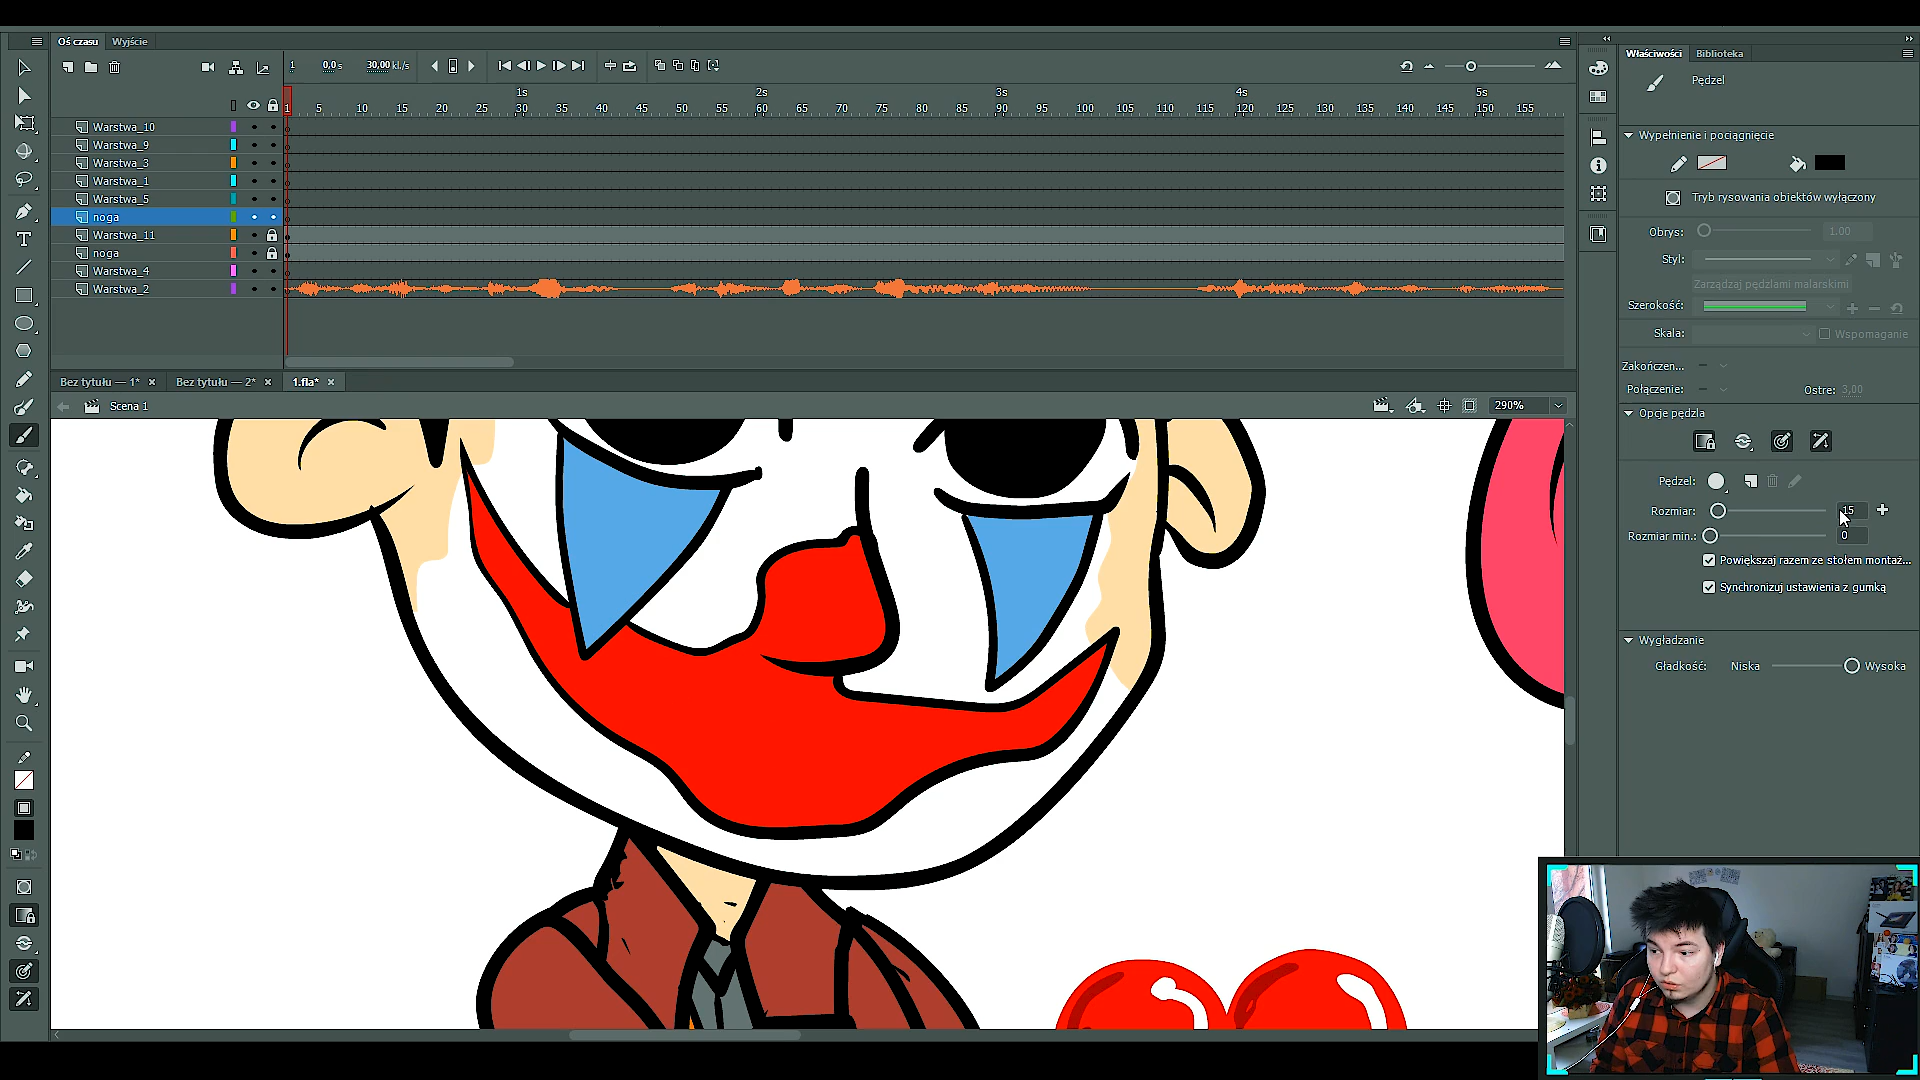 Oś czasu Wyjście
1 0,0 s 30,00 kl./s
1s 2s 3s 4s 5s
1 5 10 15 20 25 30 35 40 45 50 55 60 65 70 75 80 85 90 95 100 105 110 115 120 125 130 135 140 145 150 155
Warstwa_10
Warstwa_9
Warstwa_3
Warstwa_1
Warstwa_5
noga
Warstwa_11
noga
Warstwa_4
Warstwa_2
Bez tytułu — 1* × Bez tytułu — 2* × 1.fla* ×
Scena 1
290%
Właściwości Biblioteka
Pędzel
Wypełnienie i pociągnięcie
Tryb rysowania obiektów wyłączony
Obrys: 1.00
Styl:
Zarządzaj pędzlami malarskimi
Szerokość:
Skala: Wspomaganie
Zakończen...
Połączenie: Ostre: 3,00
Opcje pędzla
Pędzel:
Rozmiar: 15
Rozmiar min.: 0
Powiększaj razem ze stołem montaż...
Synchronizuj ustawienia z gumką
Wygładzanie
Gładkość: Niska Wysoka